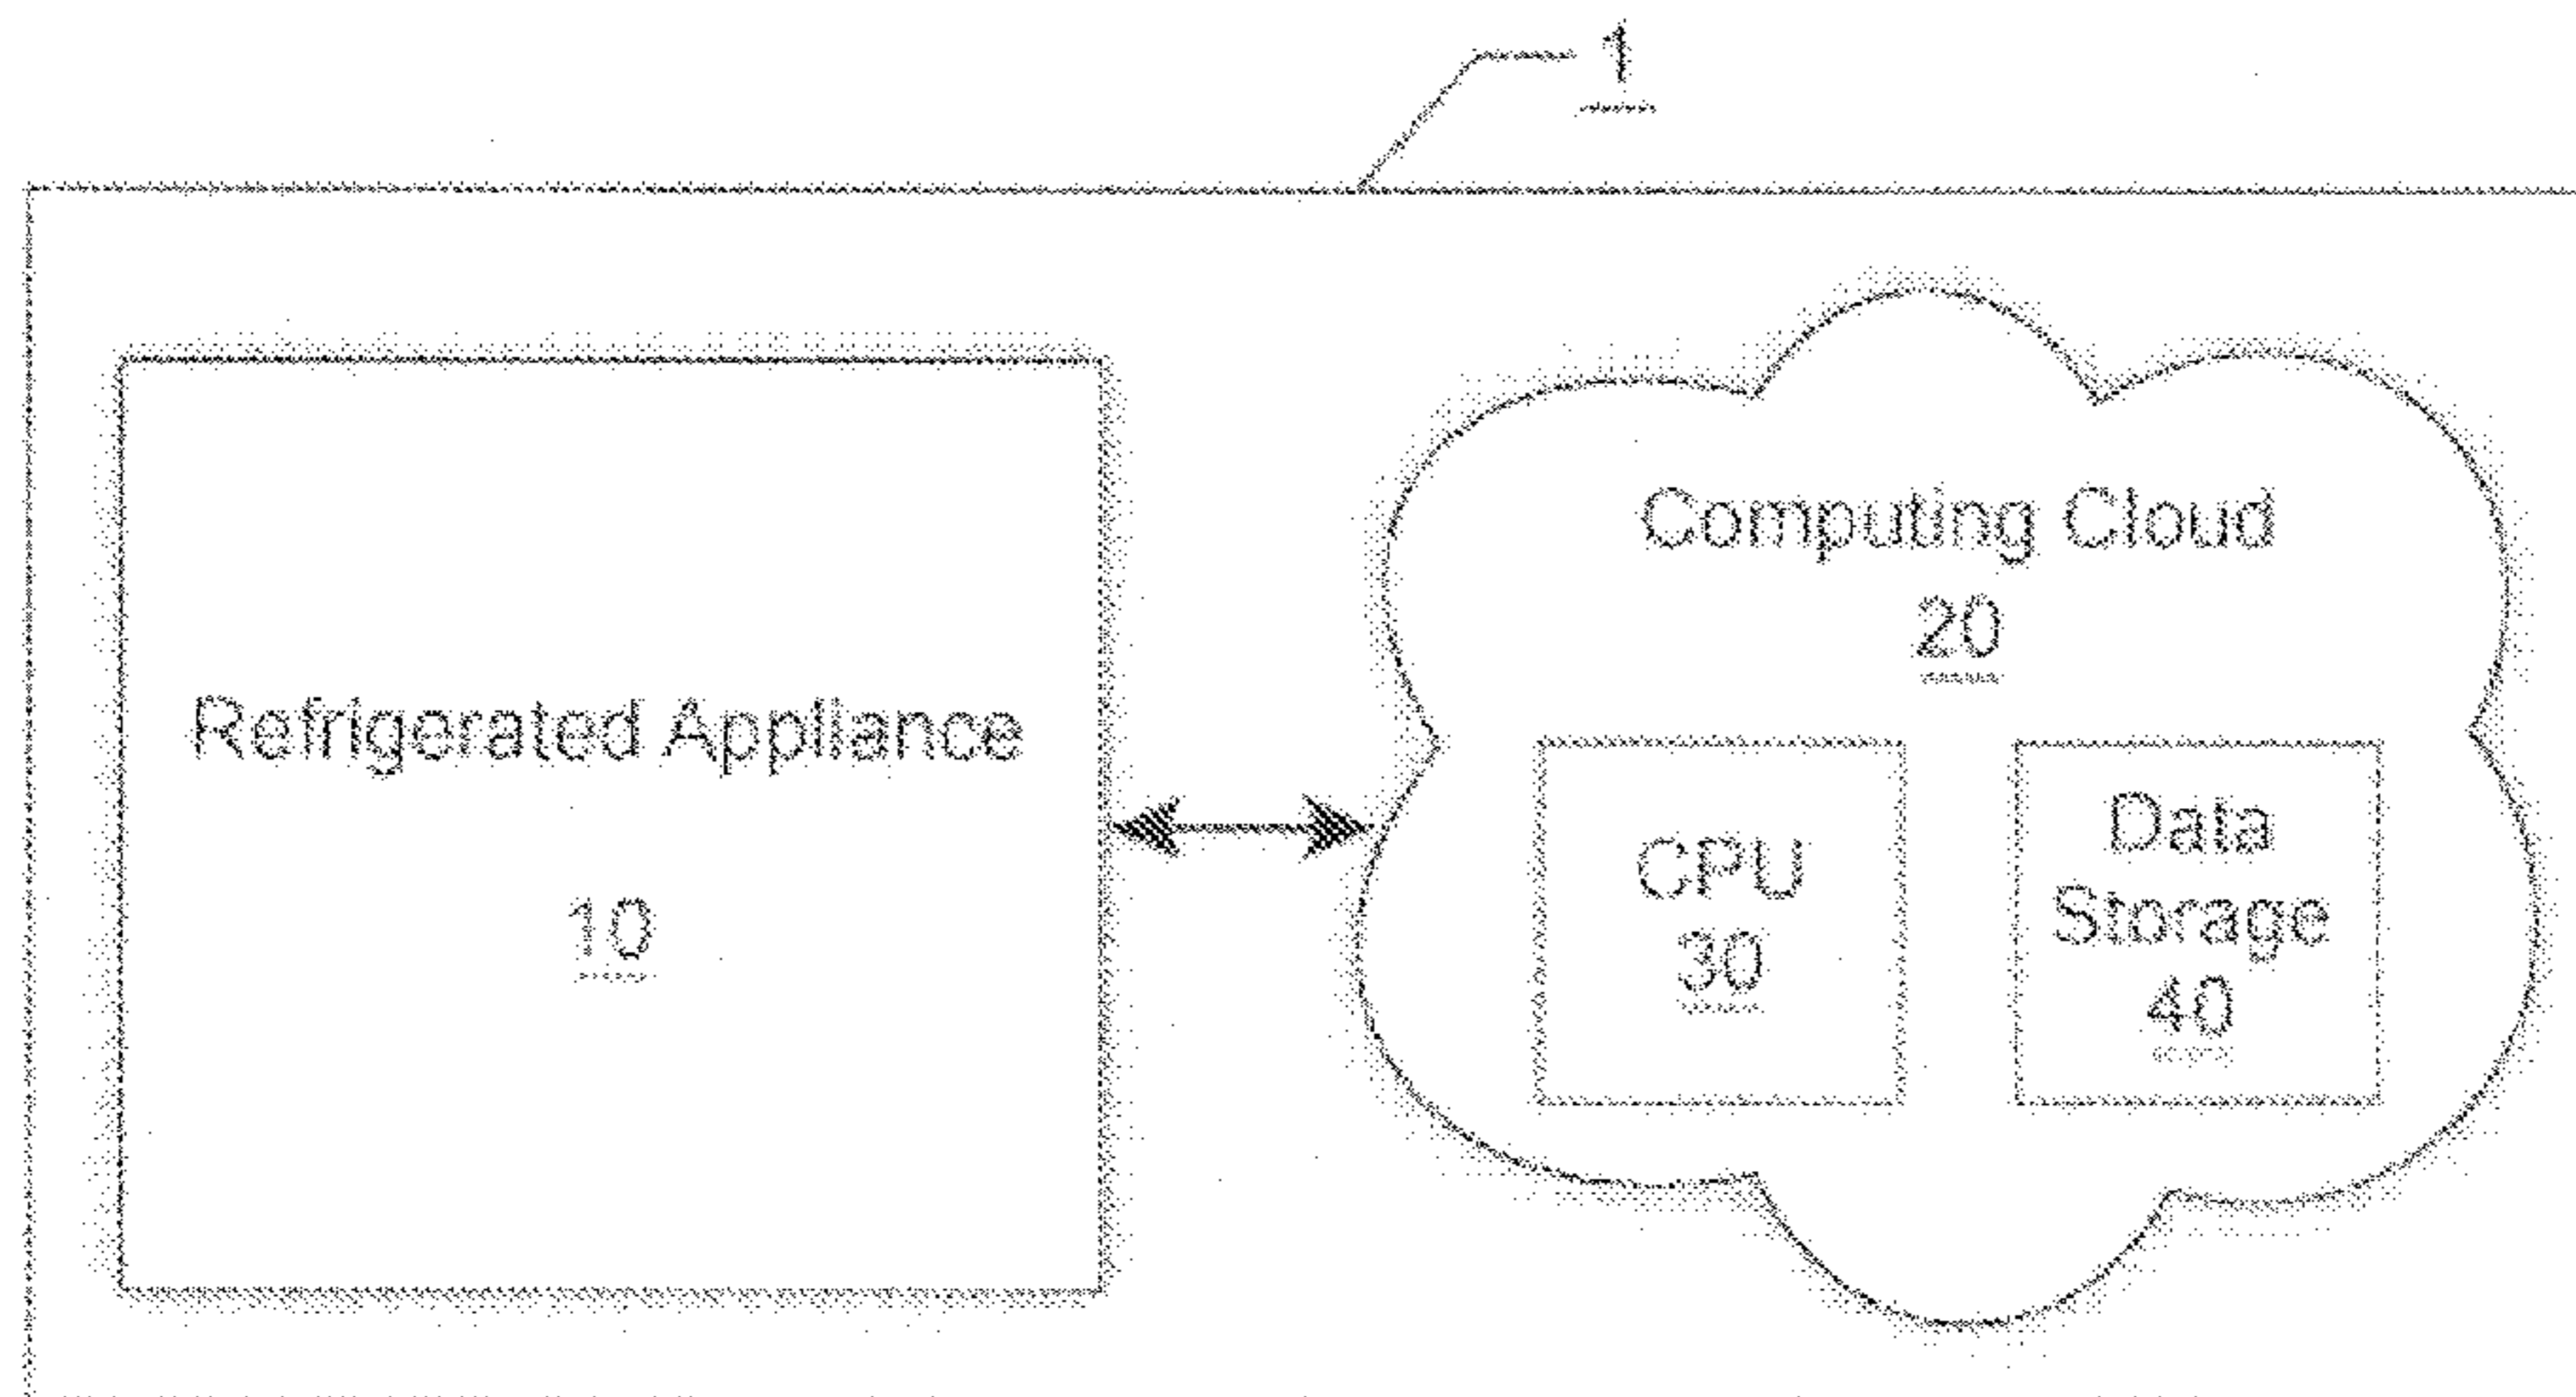 1
Refrigerated Appliance
10
Computing Cloud
20
CPU
30
Data
Storage
40